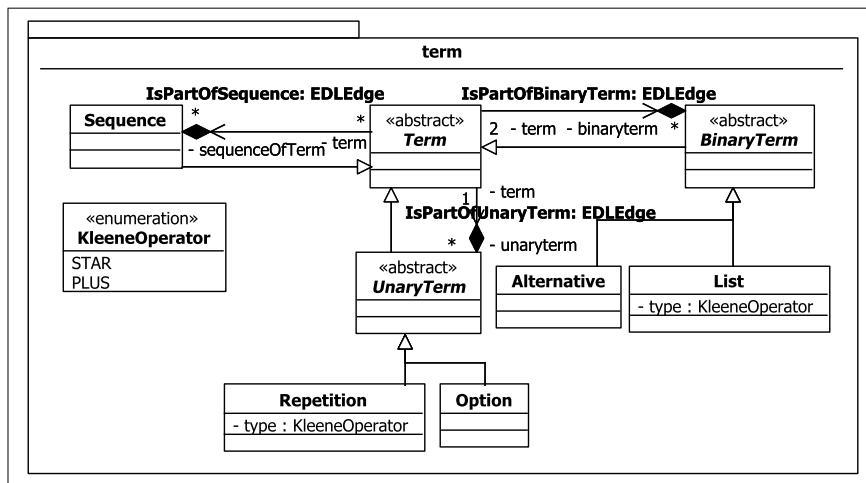 term
IsPartOfSequence: EDLEdge
IsPartOfBinaryTerm: EDLEdge
Sequence
*
*
- term
- sequenceOfTerm
«abstract»
Term
2
- term
- binaryterm
*
«abstract»
BinaryTerm
1
- term
IsPartOfUnaryTerm: EDLEdge
*
- unaryterm
«enumeration»
KleeneOperator
STAR
PLUS
«abstract»
UnaryTerm
Alternative
List
- type : KleeneOperator
Repetition
- type : KleeneOperator
Option